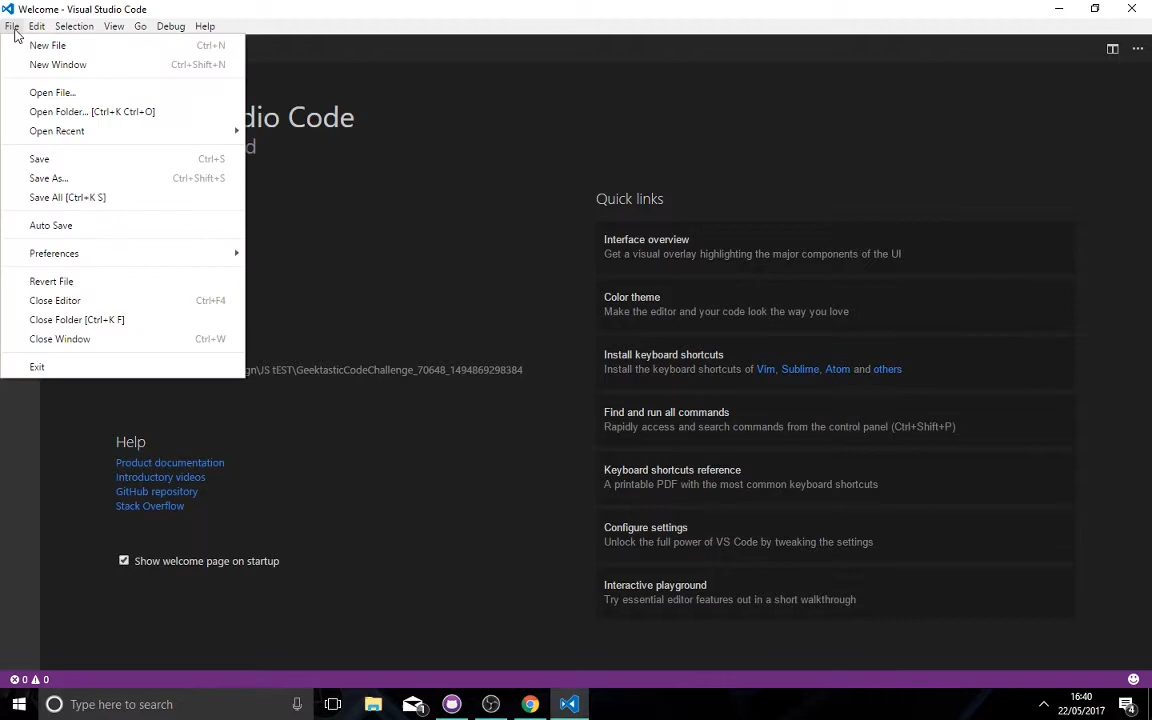 Welcome - Visual Studio Code
File Edit Selection View Go Debug Help
New File Ctrl+N
New Window Ctrl+Shift+N
Open File...
Open Folder... [Ctrl+K Ctrl+O]
Open Recent
Save Ctrl+S
Save As... Ctrl+Shift+S
Save All [Ctrl+K S]
Auto Save
Preferences
Revert File
Close Editor Ctrl+F4
Close Folder [Ctrl+K F]
Close Window Ctrl+W
Exit
dio Code
d
gn\JS tEST\GeektasticCodeChallenge_70648_1494869298384
Help
Product documentation
Introductory videos
GitHub repository
Stack Overflow
Show welcome page on startup
Quick links
Interface overview
Get a visual overlay highlighting the major components of the UI
Color theme
Make the editor and your code look the way you love
Install keyboard shortcuts
Install the keyboard shortcuts of Vim, Sublime, Atom and others
Find and run all commands
Rapidly access and search commands from the control panel (Ctrl+Shift+P)
Keyboard shortcuts reference
A printable PDF with the most common keyboard shortcuts
Configure settings
Unlock the full power of VS Code by tweaking the settings
Interactive playground
Try essential editor features out in a short walkthrough
0 0
Type here to search
1
16:40
22/05/2017
4